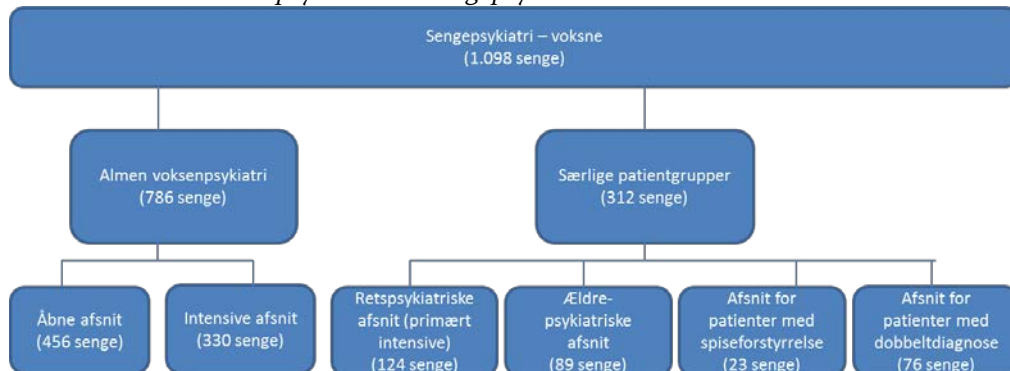 Sengepsykiatri – voksne
(1.098 senge)
Almen voksenpsykiatri
(786 senge)
Særlige patientgrupper
(312 senge)
Åbne afsnit
(456 senge)
Intensive afsnit
(330 senge)
Retspsykiatriske
afsnit (primært
intensive)
(124 senge)
Ældre-
psykiatriske
afsnit
(89 senge)
Afsnit for
patienter med
spiseforstyrrelse
(23 senge)
Afsnit for
patienter med
dobbeltdiagnose
(76 senge)